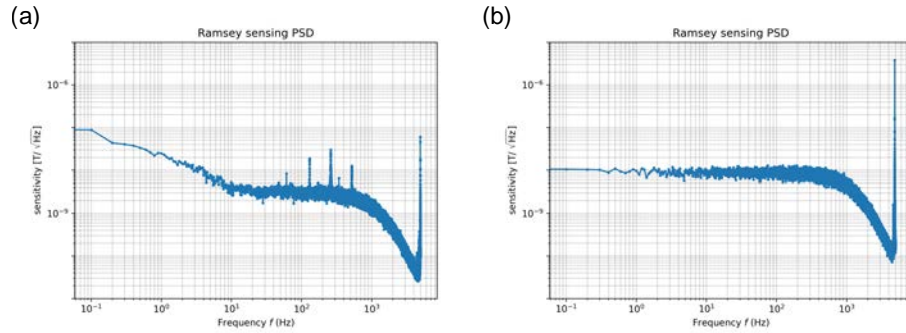 (a)
(b)
Ramsey sensing PSD
sensitivity [T/ √Hz]
10⁻⁶
10⁻⁹
10⁻¹
10⁰
10¹
10²
10³
Frequency f (Hz)
Ramsey sensing PSD
sensitivity [T/ √Hz]
10⁻⁶
10⁻⁹
10⁻¹
10⁰
10¹
10²
10³
Frequency f (Hz)